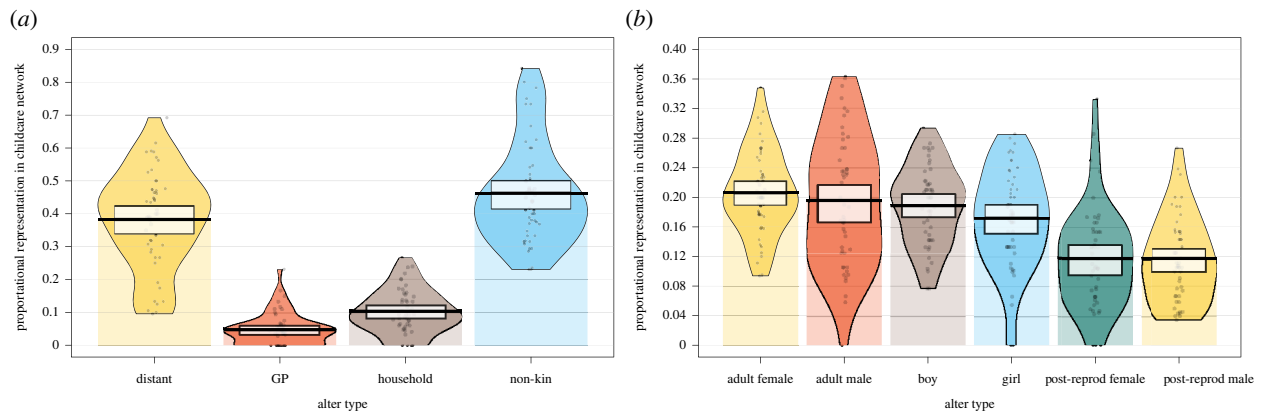 (a)
proportational representation in childcare network
0.9
0.8
0.7
0.6
0.5
0.4
0.3
0.2
0.1
0
distant GP household non-kin
alter type
(b)
proportational representation in childcare network
0.40
0.36
0.32
0.28
0.24
0.20
0.16
0.12
0.08
0.04
0
adult female adult male boy girl post-reprod female post-reprod male
alter type